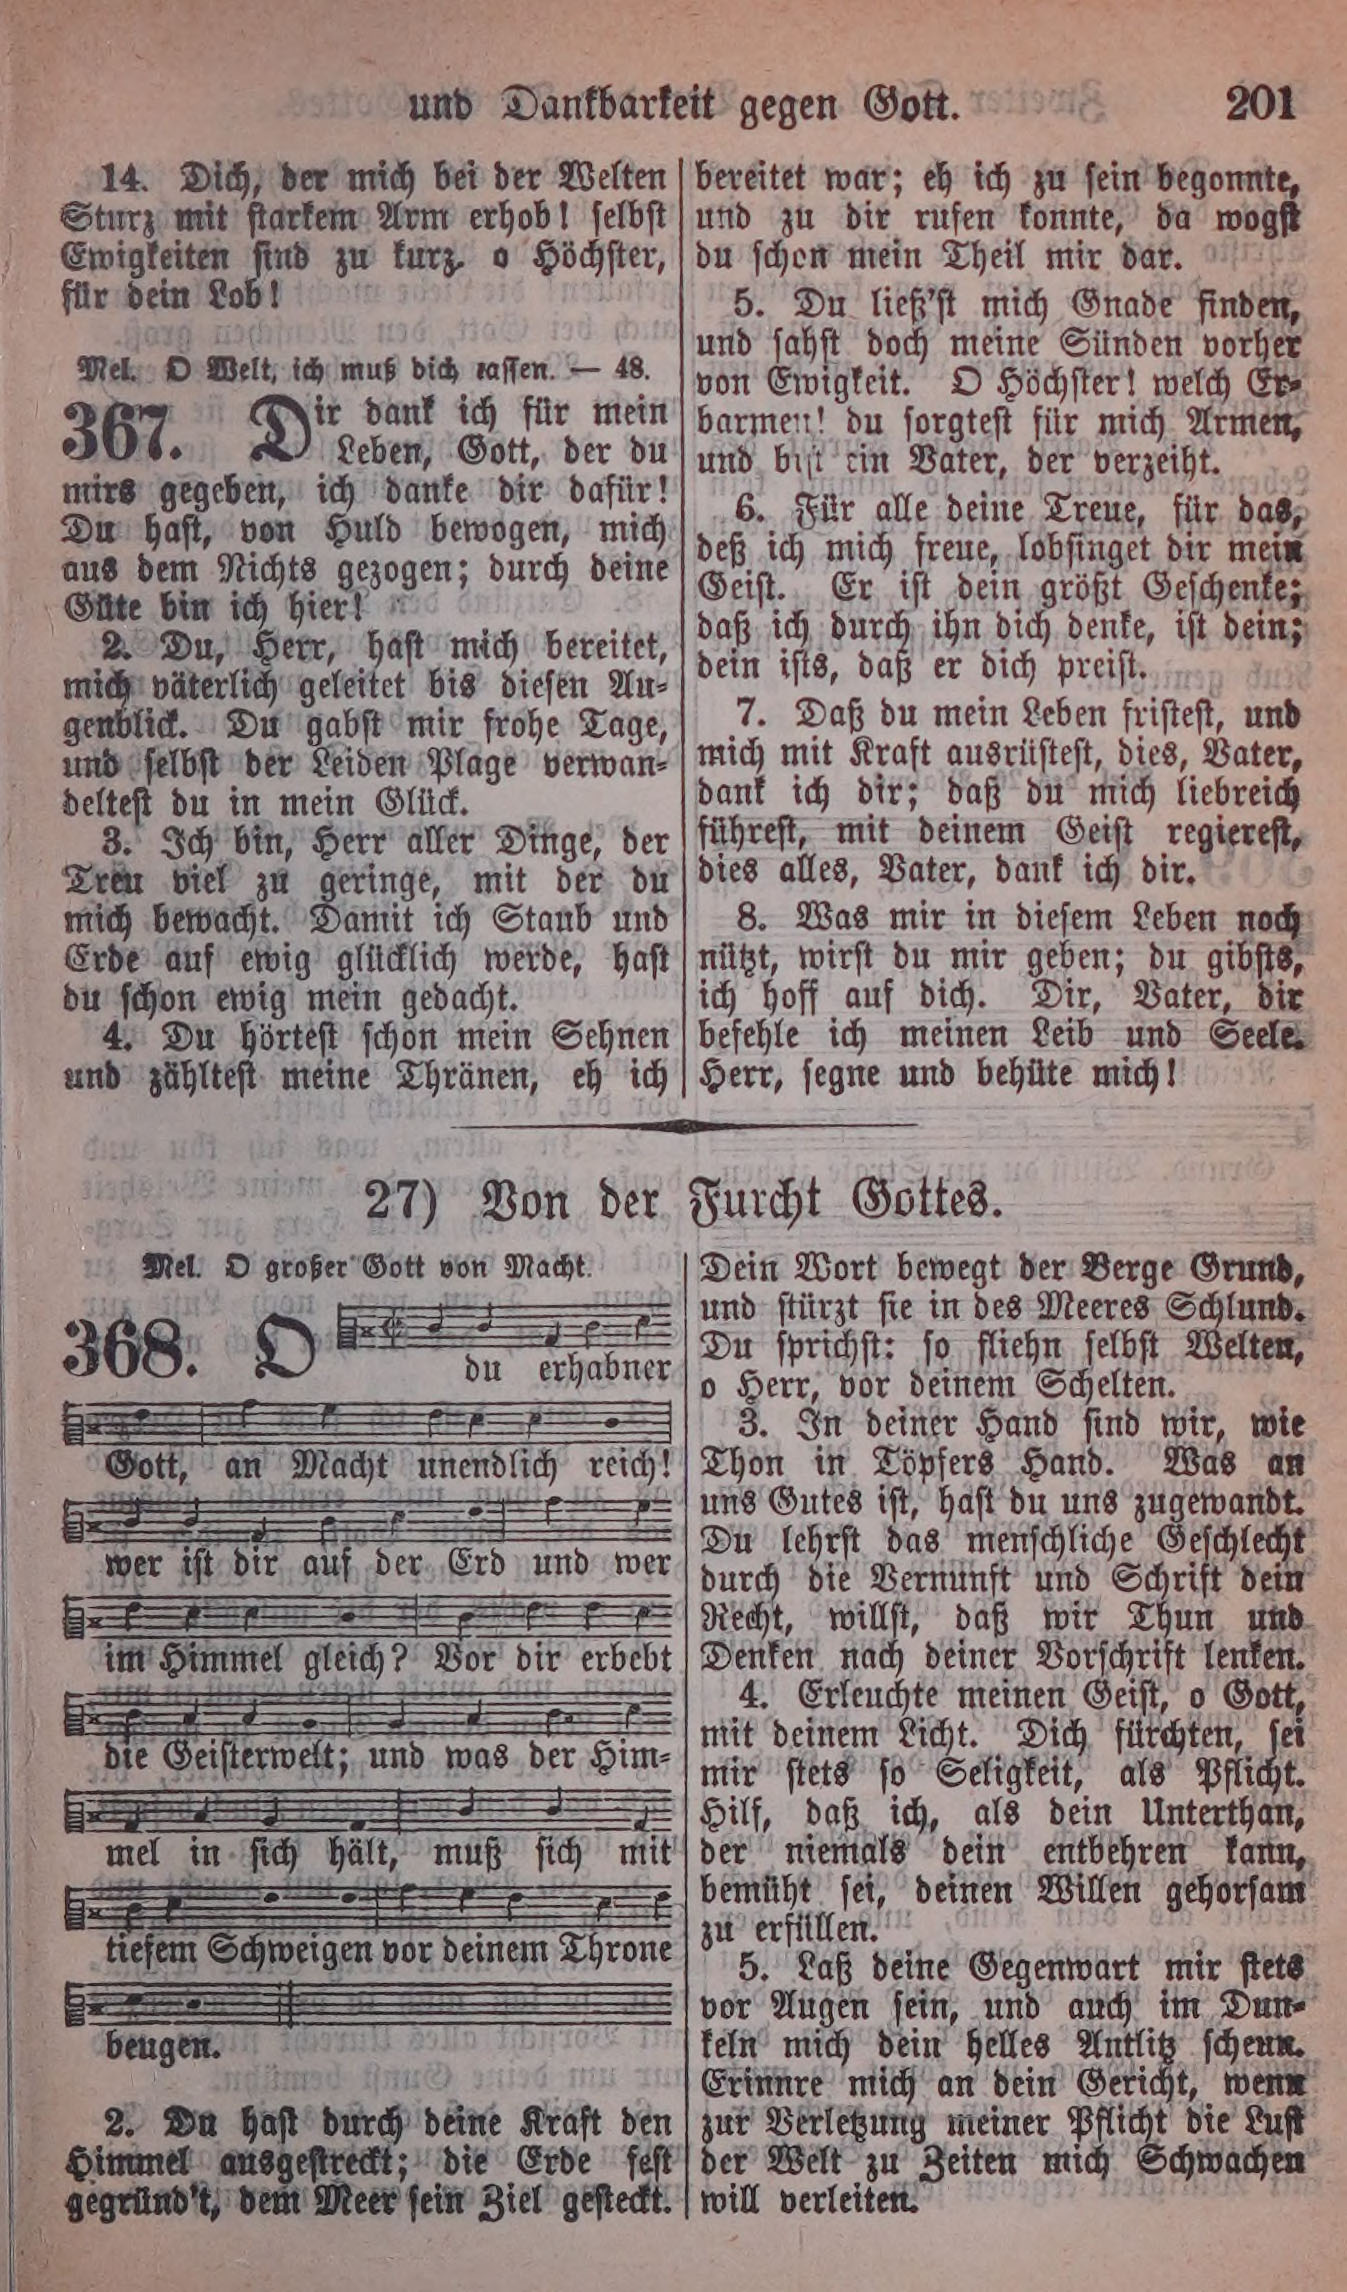 und Dankbarkeit gegen Gott. 201
14. Dich, der mich bei der Welten
Sturz mit starkem Arm erhob! selbst
Ewigkeiten sind zu kurz, o Höchster,
für dein Lob!
Mel. O Welt, ich muß dich lassen. — 48.
367. Dir dank ich für mein
Leben, Gott, der du
mirs gegeben, ich danke dir dafür!
Du hast, von Huld bewogen, mich
aus dem Nichts gezogen; durch deine
Güte bin ich hier!
2. Du, Herr, hast mich bereitet,
mich väterlich geleitet bis diesen Au-
genblick. Du gabst mir frohe Tage,
und selbst der Leiden Plage verwan-
deltest du in mein Glück.
3. Ich bin, Herr aller Dinge, der
Treu viel zu geringe, mit der du
mich bewacht. Damit ich Staub und
Erde auf ewig glücklich werde, hast
du schon ewig mein gedacht.
4. Du hörtest schon mein Sehnen
und zähltest meine Thränen, eh ich
bereitet war; eh ich zu sein begonnte,
und zu dir rufen konnte, da wogst
du schon mein Theil mir dar.
5. Du ließ'st mich Gnade finden,
und sahst doch meine Sünden vorher
von Ewigkeit. O Höchster! welch Er-
barmen! du sorgtest für mich Armen,
und bist ein Vater, der verzeiht.
6. Für alle deine Treue, für das,
deß ich mich freue, lobsinget dir mein
Geist. Er ist dein größt Geschenke;
daß ich durch ihn dich denke, ist dein;
dein ists, daß er dich preist.
7. Daß du mein Leben fristest, und
mich mit Kraft ausrüstest, dies, Vater,
dank ich dir; daß du mich liebreich
führest, mit deinem Geist regierest,
dies alles, Vater, dank ich dir.
8. Was mir in diesem Leben noch
nützt, wirst du mir geben; du gibsts,
ich hoff auf dich. Dir, Vater, dir
befehle ich meinen Leib und Seele.
Herr, segne und behüte mich!
27) Von der Furcht Gottes.
Mel. O großer Gott von Macht.
368. O
du erhabner
Gott, an Macht unendlich reich!
wer ist dir auf der Erd und wer
im Himmel gleich? Vor dir erbebt
die Geisterwelt; und was der Him-
mel in sich hält, muß sich mit
tiefem Schweigen vor deinem Throne
beugen.
2. Du hast durch deine Kraft den
Himmel ausgestreckt; die Erde fest
gegründ't, dem Meer sein Ziel gesteckt.
Dein Wort bewegt der Berge Grund,
und stürzt sie in des Meeres Schlund.
Du sprichst: so fliehn selbst Welten,
o Herr, vor deinem Schelten.
3. In deiner Hand sind wir, wie
Thon in Töpfers Hand. Was an
uns Gutes ist, hast du uns zugewandt.
Du lehrst das menschliche Geschlecht
durch die Vernunft und Schrift dein
Recht, willst, daß wir Thun und
Denken nach deiner Vorschrift lenken.
4. Erleuchte meinen Geist, o Gott,
mit deinem Licht. Dich fürchten, sei
mir stets so Seligkeit, als Pflicht.
Hilf, daß ich, als dein Unterthan,
der niemals dein entbehren kann,
bemüht sei, deinen Willen gehorsam
zu erfüllen.
5. Laß deine Gegenwart mir stets
vor Augen sein, und auch im Dun-
keln mich dein helles Antlitz scheun.
Erinnre mich an dein Gericht, wenn
zur Verletzung meiner Pflicht die Lust
der Welt zu Zeiten mich Schwachen
will verleiten.